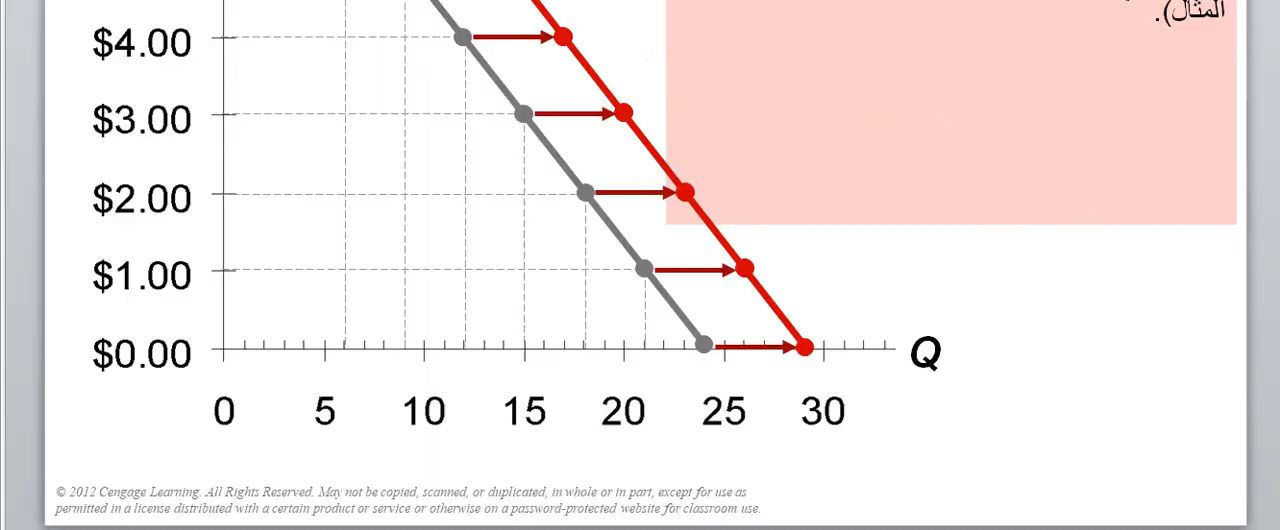 المثال).
$4.00
$3.00
$2.00
$1.00
$0.00
Q
0 5 10 15 20 25 30
© 2012 Cengage Learning. All Rights Reserved. May not be copied, scanned, or duplicated, in whole or in part, except for use as
permitted in a license distributed with a certain product or service or otherwise on a password-protected website for classroom use.